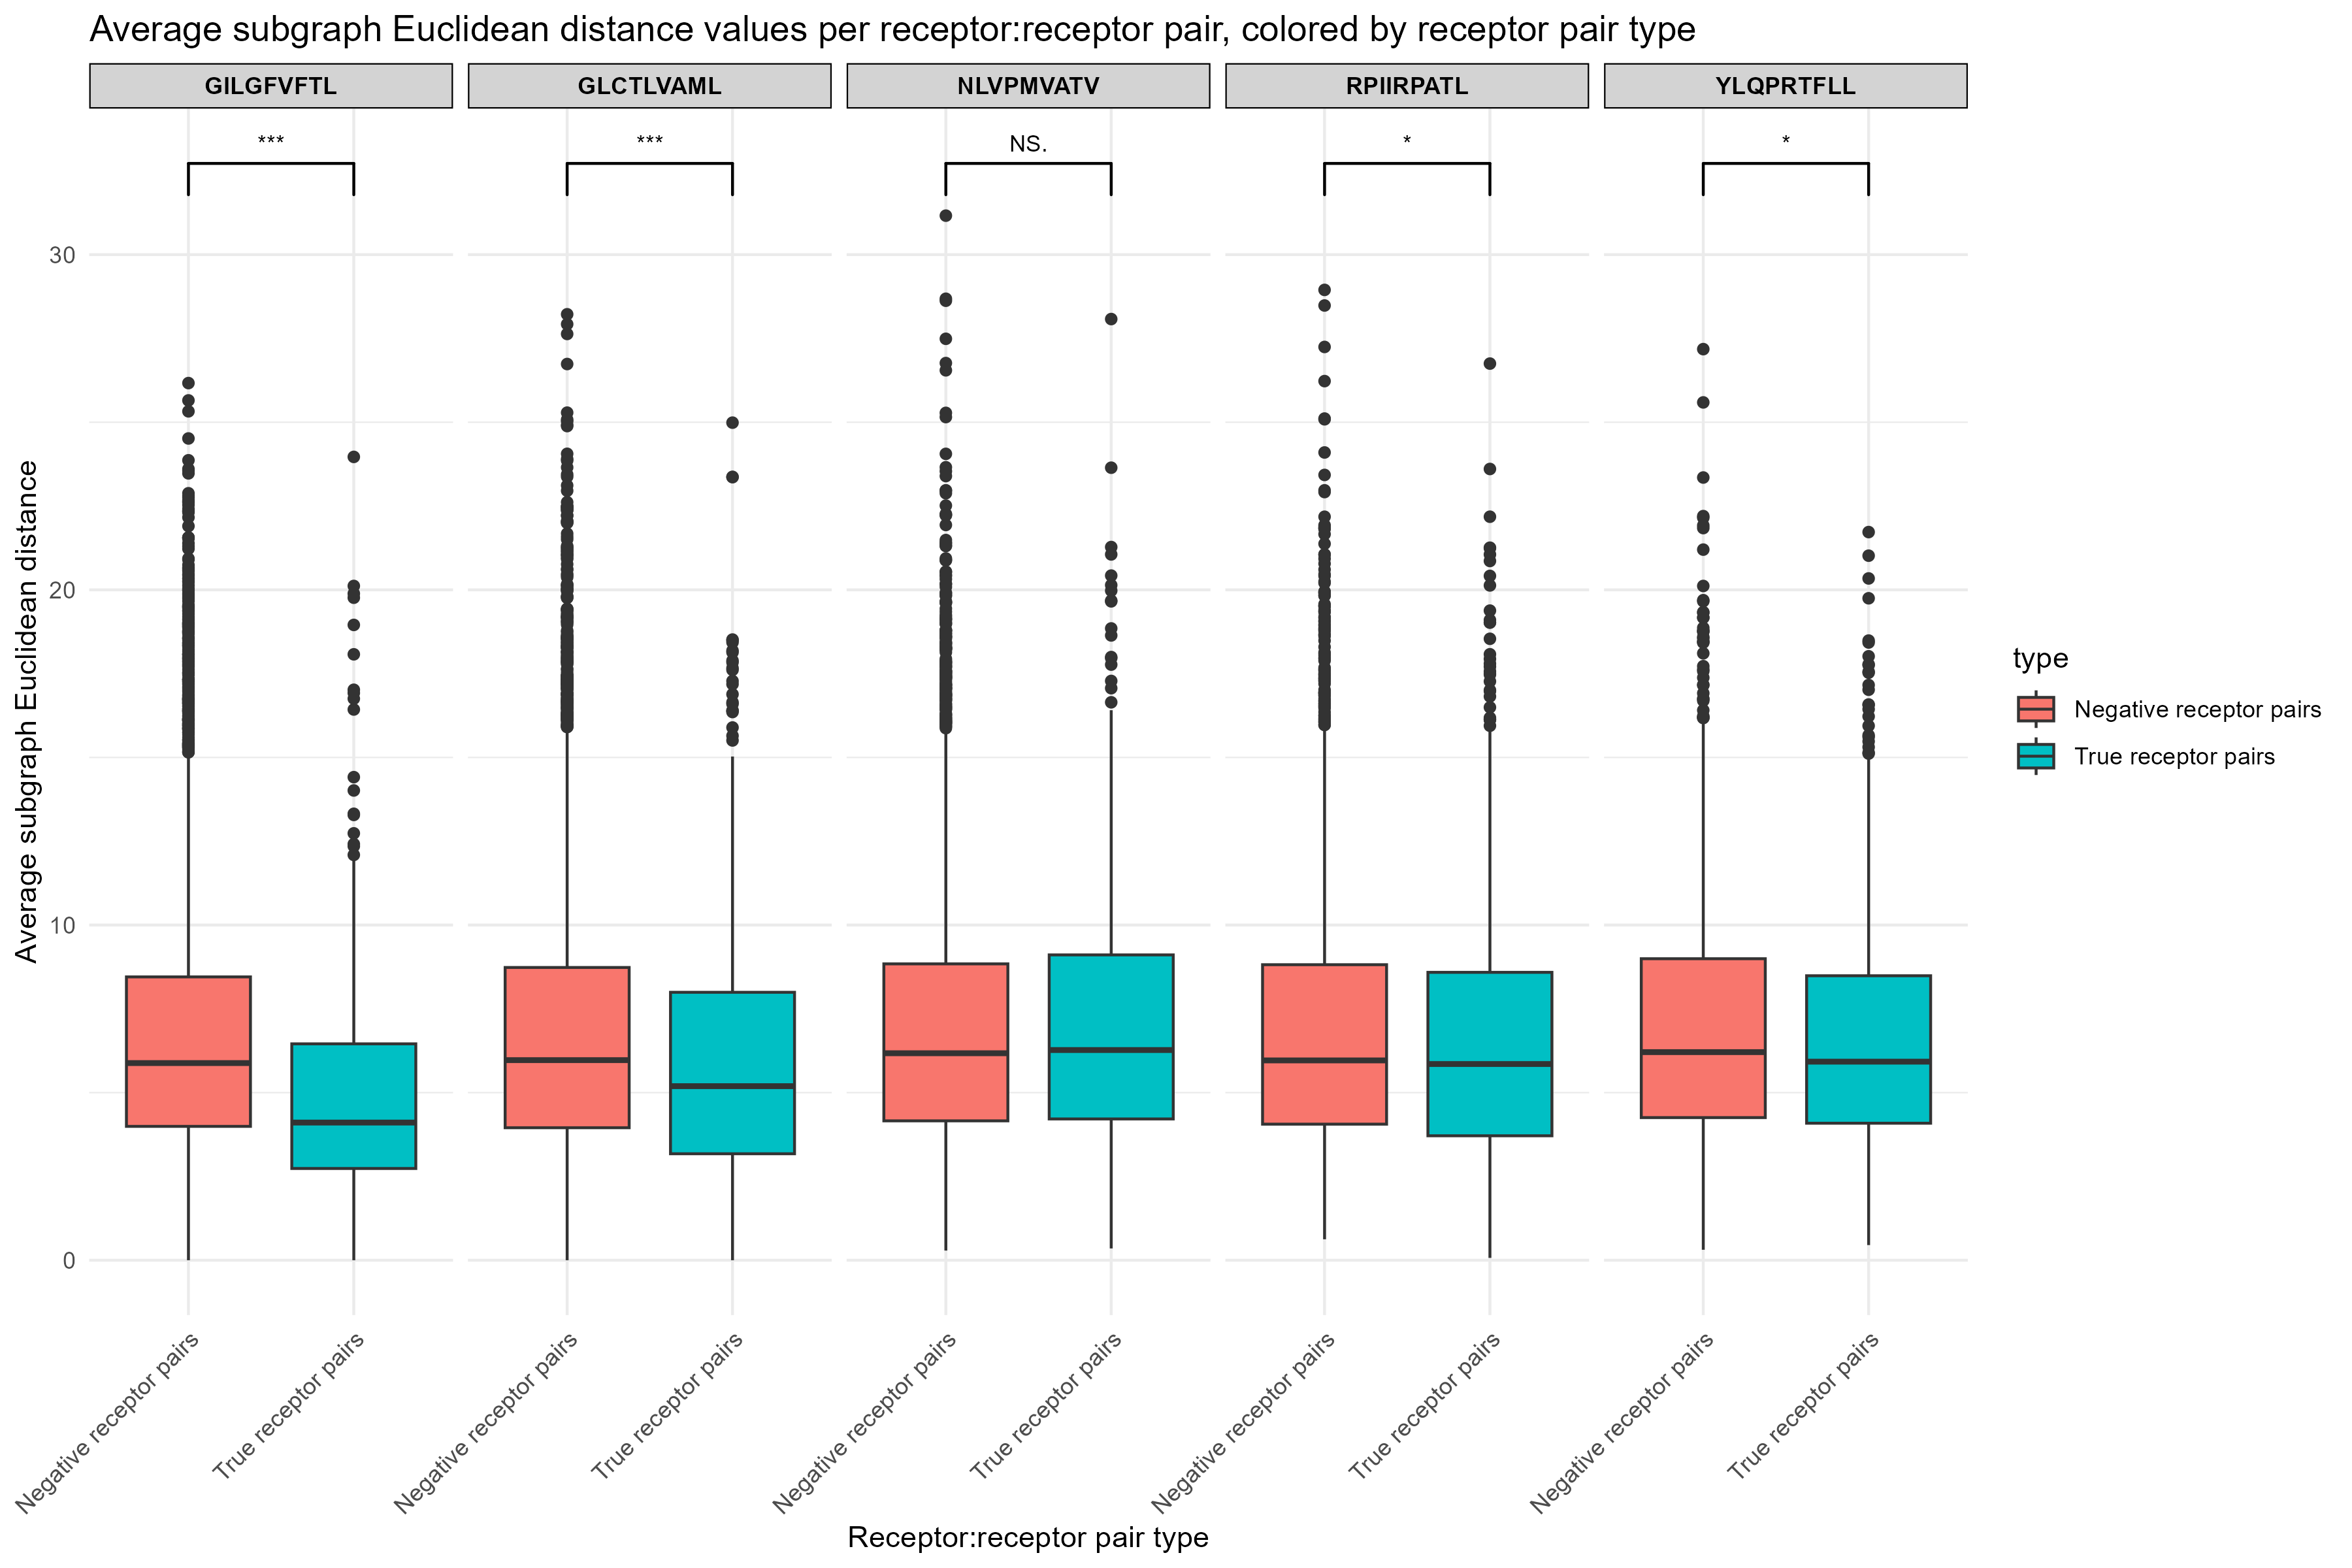 Average subgraph Euclidean distance values per receptor:receptor pair, colored by receptor pair type
GILGFVFTL
GLCTLVAML
NLVPMVATV
RPIIRPATL
YLQPRTFLL
***
***
NS.
*
*
Average subgraph Euclidean distance
30
20
10
0
Negative receptor pairs
True receptor pairs
Negative receptor pairs
True receptor pairs
Negative receptor pairs
True receptor pairs
Negative receptor pairs
True receptor pairs
Negative receptor pairs
True receptor pairs
Receptor:receptor pair type
type
Negative receptor pairs
True receptor pairs